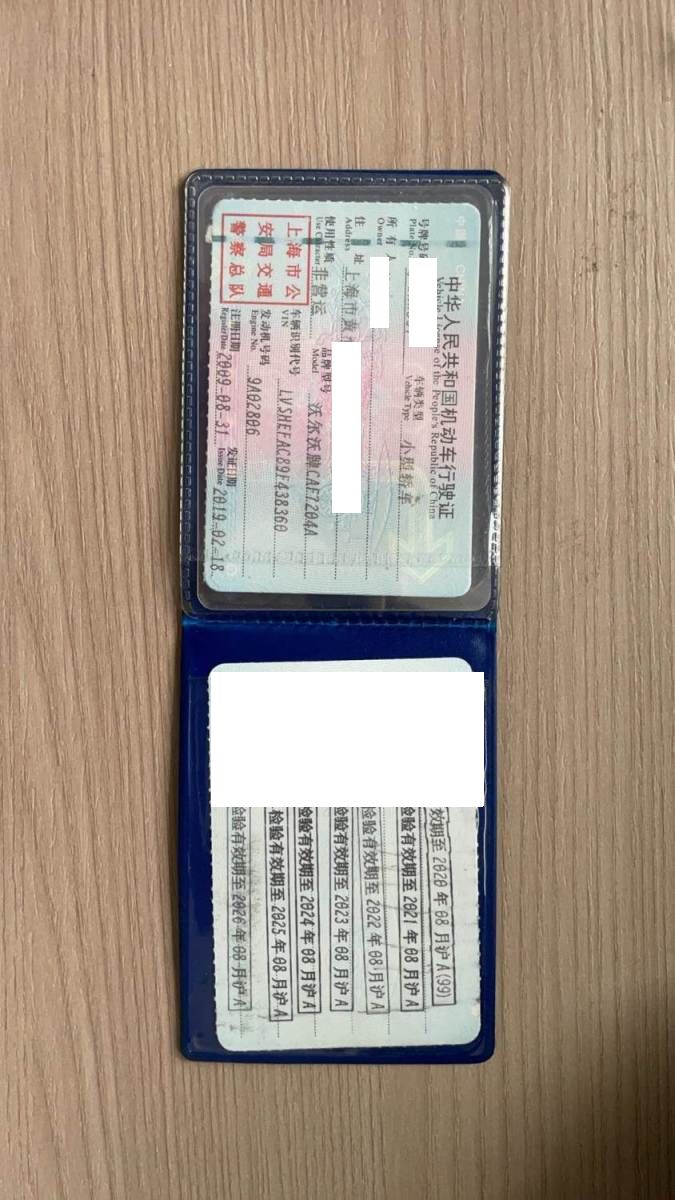 中华人民共和国机动车行驶证
Vehicle License of the People's Republic of China
号牌号码
Plate No.
车辆类型 小型轿车
Vehicle Type
所有人
Owner
住址 上海市黄
Address
使用性质 非营运
Use Character
品牌型号 沃尔沃牌CAF7204A
Model
车辆识别代号 LVSHEFAC89F438360
VIN
发动机号码 9A02806
Engine No.
注册日期 2009-08-31
Register Date
发证日期 2019-02-18
Issue Date
上海市公
安局交通
警察总队
效期至2020年08月沪A(99)
检验有效期至2021年08月沪A
检验有效期至2022年08月沪A
检验有效期至2023年08月沪A
检验有效期至2024年08月沪A
检验有效期至2025年08月沪A
检验有效期至2026年08月沪A